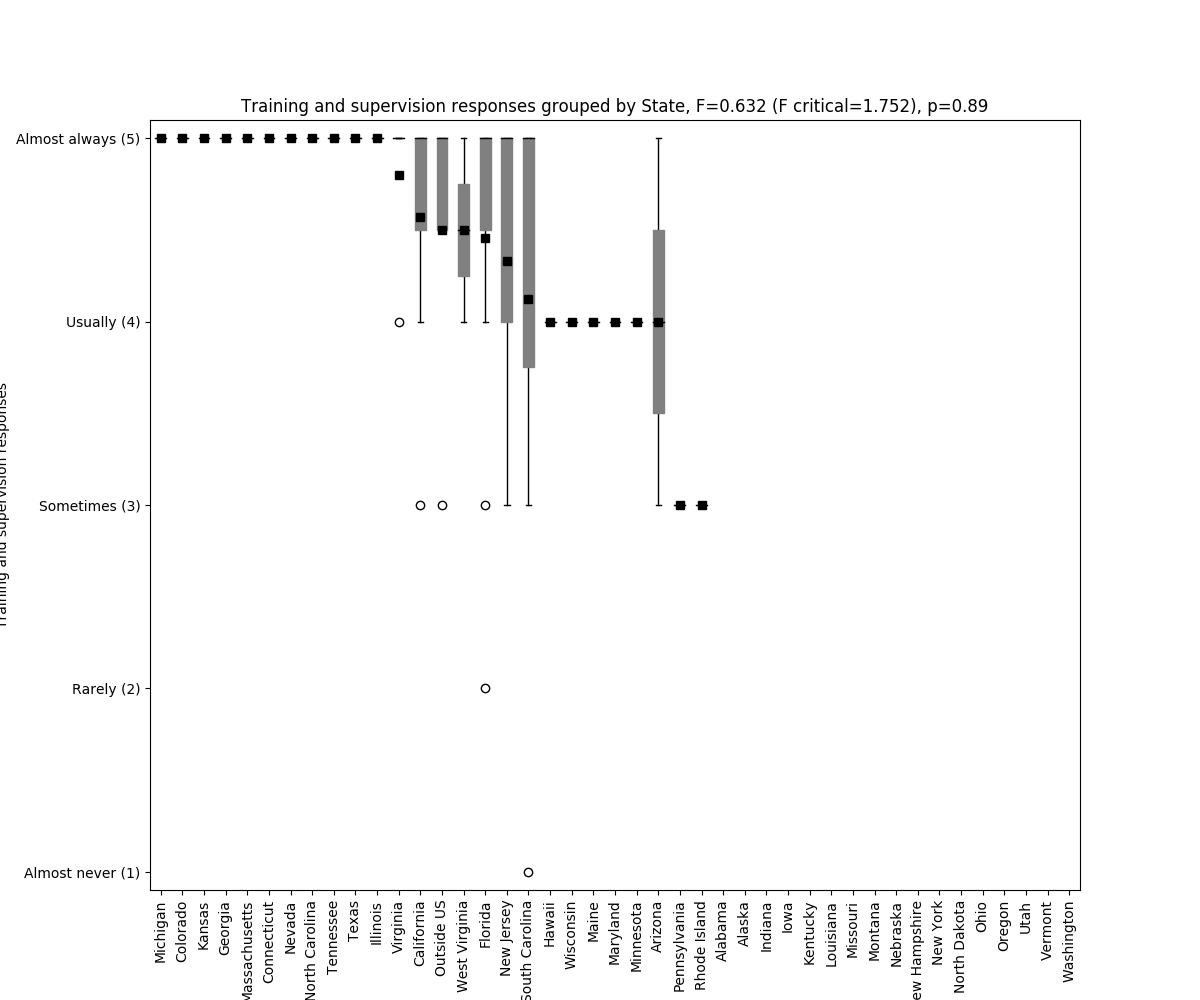 Training and supervision responses grouped by State, F=0.632 (F critical=1.752), p=0.89
Almost always (5)
Usually (4)
Sometimes (3)
Rarely (2)
Almost never (1)
Training and supervision responses
Michigan
Colorado
Kansas
Georgia
Massachusetts
Connecticut
Nevada
North Carolina
Tennessee
Texas
Illinois
Virginia
California
Outside US
West Virginia
Florida
New Jersey
South Carolina
Hawaii
Wisconsin
Maine
Maryland
Minnesota
Arizona
Pennsylvania
Rhode Island
Alabama
Alaska
Indiana
Iowa
Kentucky
Louisiana
Missouri
Montana
Nebraska
ew Hampshire
New York
North Dakota
Ohio
Oregon
Utah
Vermont
Washington